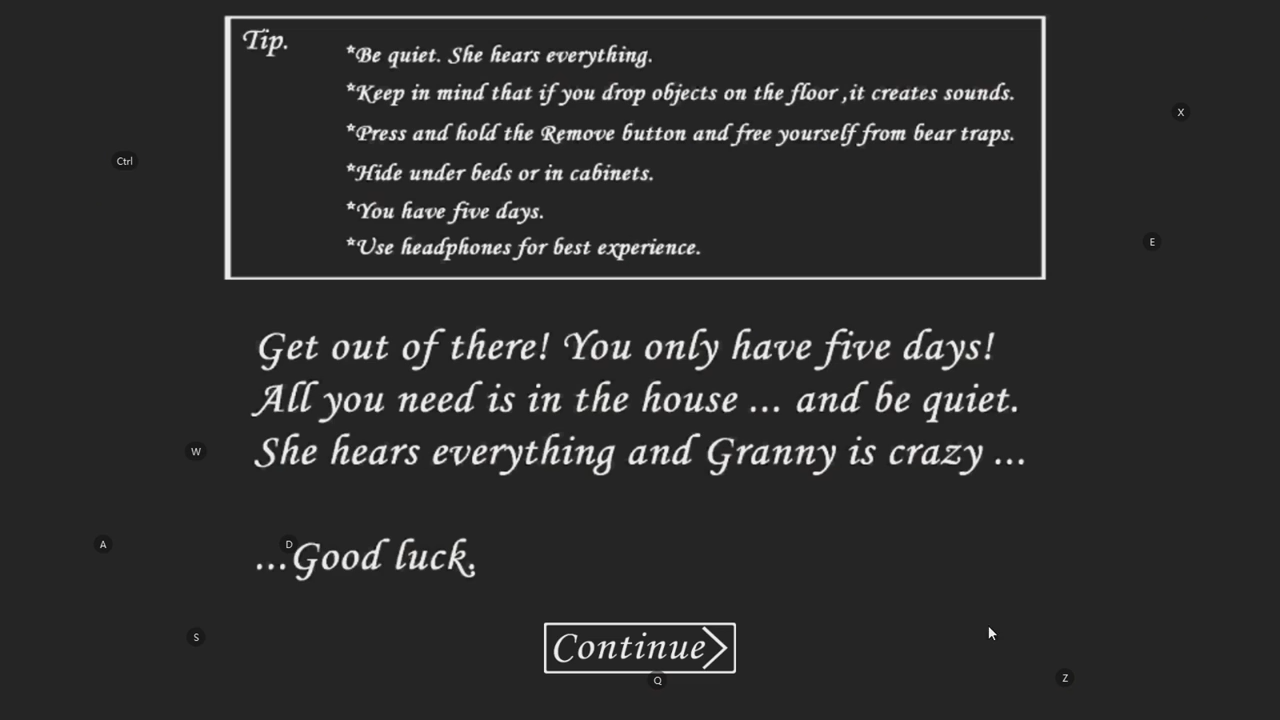 Tip.
*Be quiet. She hears everything.
*Keep in mind that if you drop objects on the floor ,it creates sounds.
*Press and hold the Remove button and free yourself from bear traps.
*Hide under beds or in cabinets.
*You have five days.
*Use headphones for best experience.
X
Ctrl
E
Get out of there! You only have five days!
All you need is in the house ... and be quiet.
She hears everything and Granny is crazy ...
W
A
D
...Good luck.
S
Continue>
Q
Z